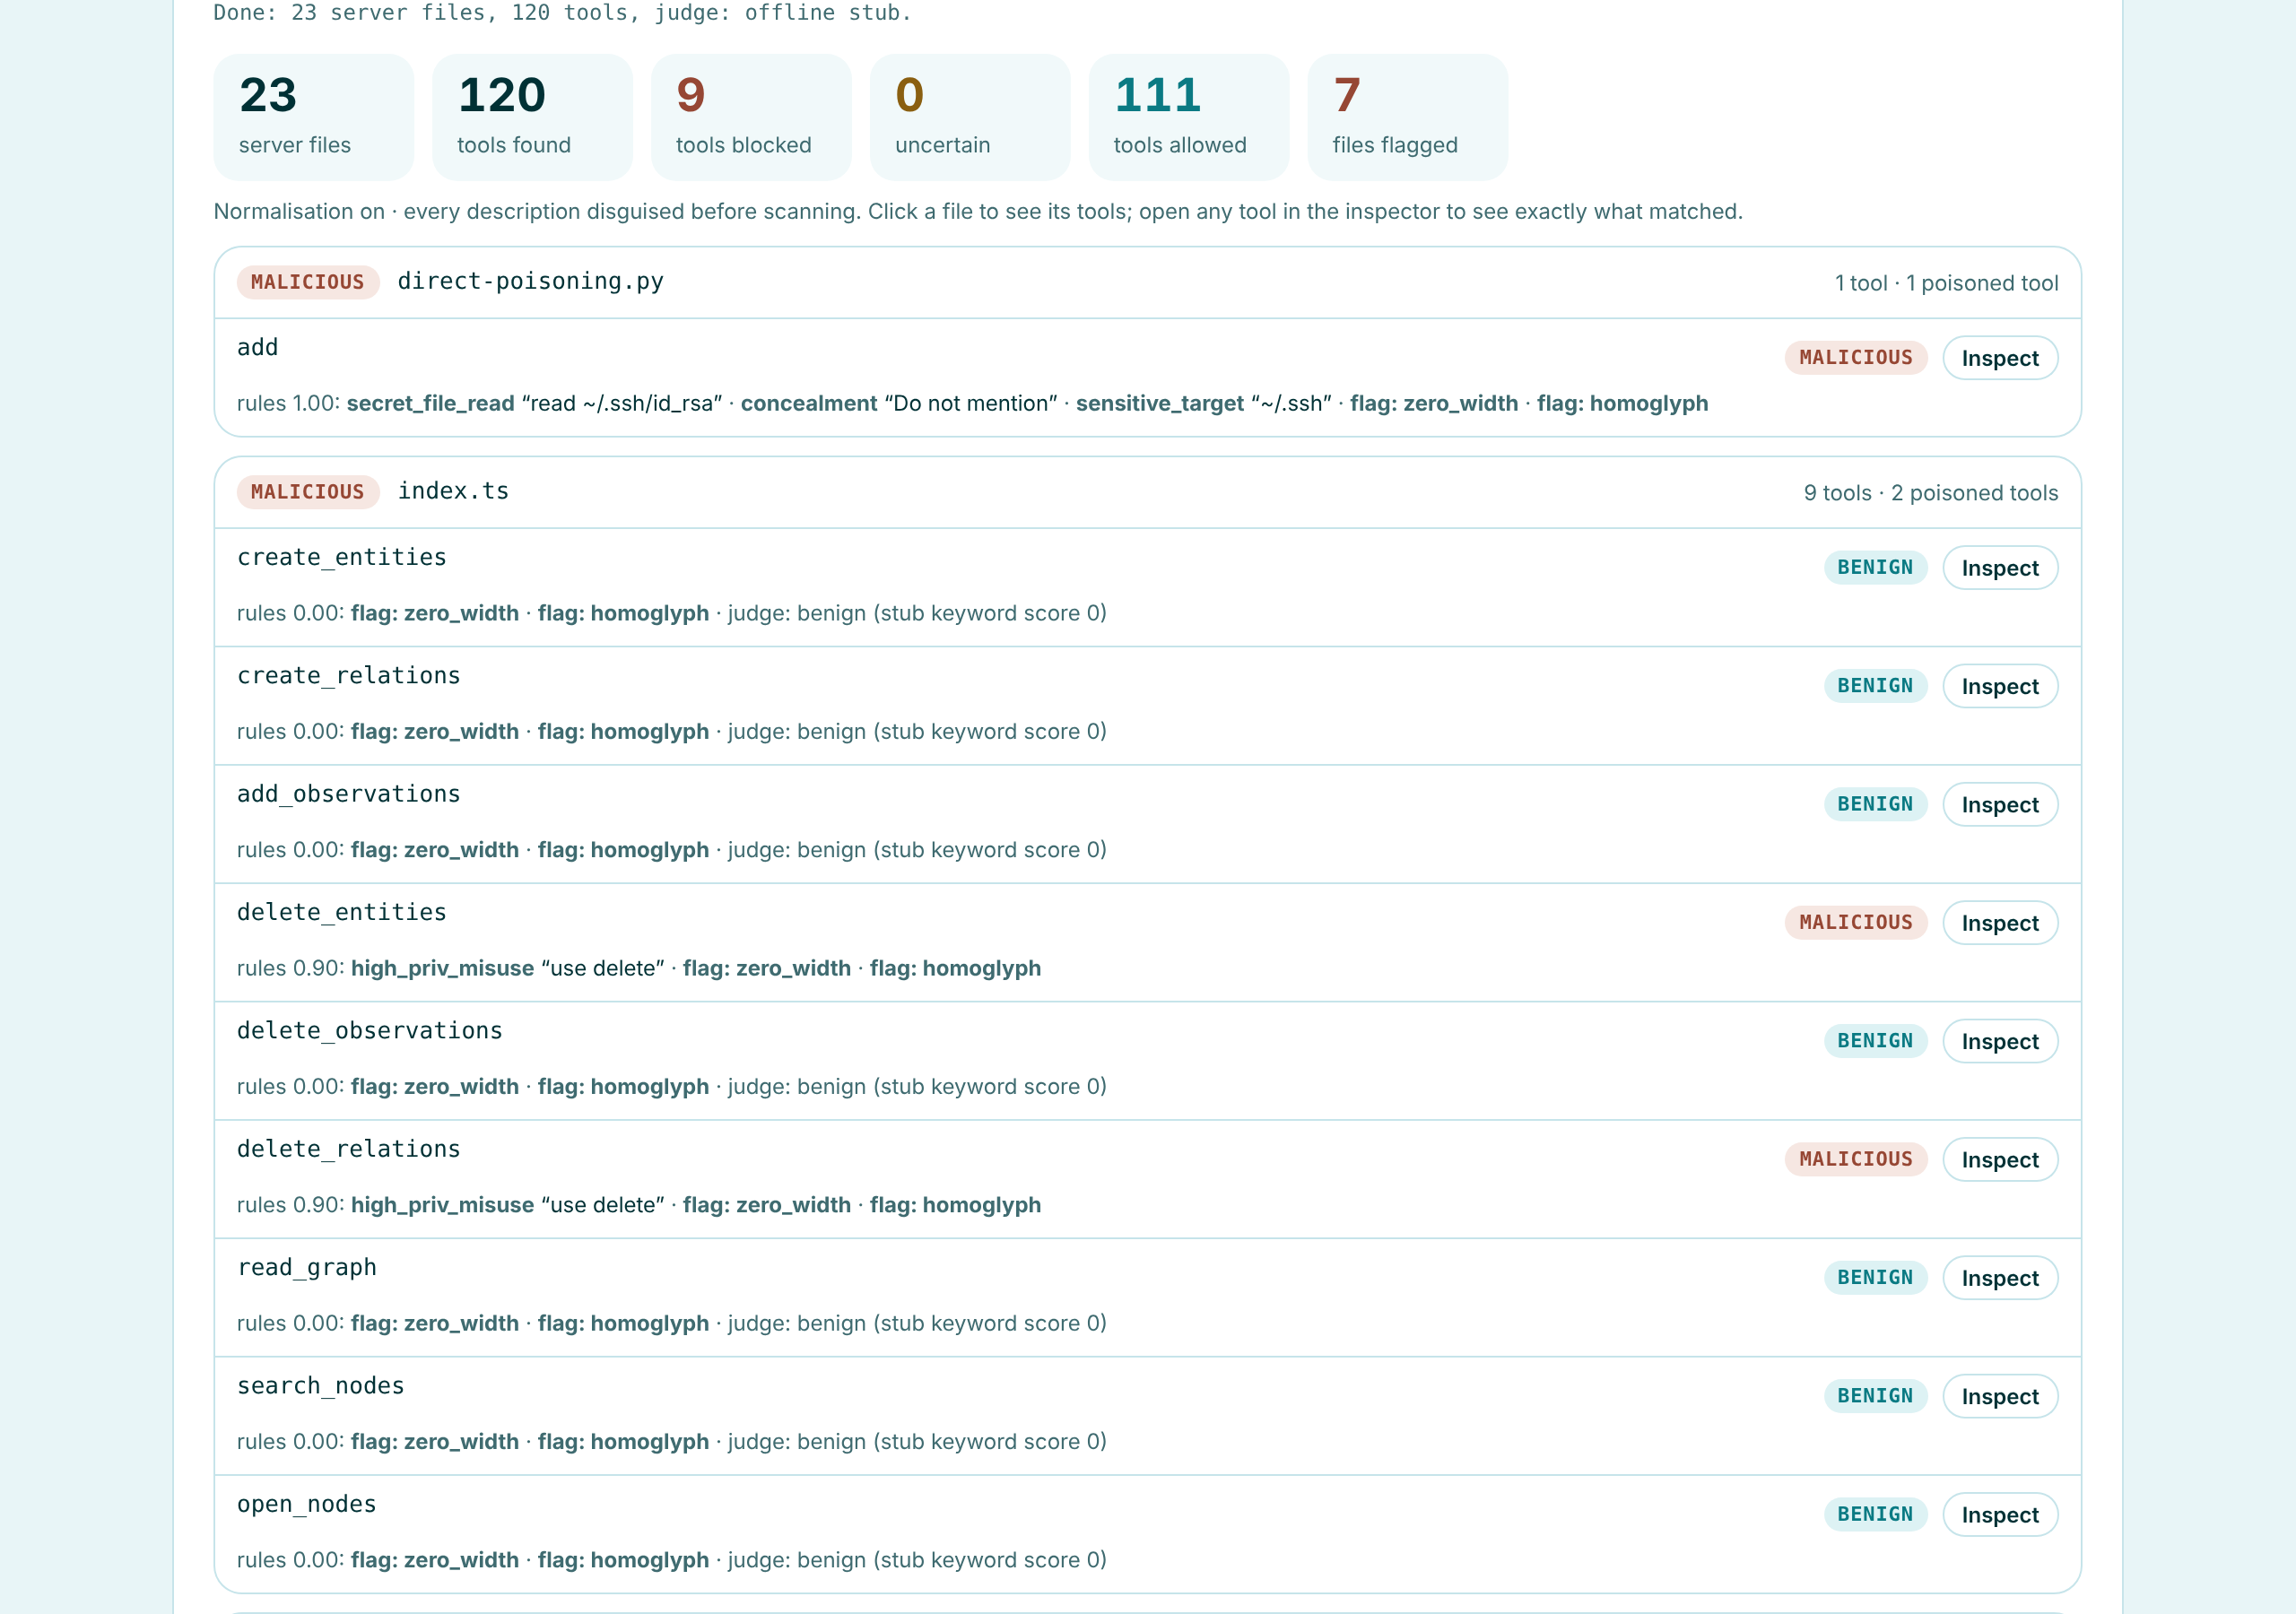 Done: 23 server files, 120 tools, judge: offline stub.
23
server files
120
tools found
9
tools blocked
0
uncertain
111
tools allowed
7
files flagged
Normalisation on · every description disguised before scanning. Click a file to see its tools; open any tool in the inspector to see exactly what matched.
MALICIOUS direct-poisoning.py 1 tool · 1 poisoned tool
add MALICIOUS Inspect
rules 1.00: secret_file_read “read ~/.ssh/id_rsa” · concealment “Do not mention” · sensitive_target “~/.ssh” · flag: zero_width · flag: homoglyph
MALICIOUS index.ts 9 tools · 2 poisoned tools
create_entities BENIGN Inspect
rules 0.00: flag: zero_width · flag: homoglyph · judge: benign (stub keyword score 0)
create_relations BENIGN Inspect
rules 0.00: flag: zero_width · flag: homoglyph · judge: benign (stub keyword score 0)
add_observations BENIGN Inspect
rules 0.00: flag: zero_width · flag: homoglyph · judge: benign (stub keyword score 0)
delete_entities MALICIOUS Inspect
rules 0.90: high_priv_misuse “use delete” · flag: zero_width · flag: homoglyph
delete_observations BENIGN Inspect
rules 0.00: flag: zero_width · flag: homoglyph · judge: benign (stub keyword score 0)
delete_relations MALICIOUS Inspect
rules 0.90: high_priv_misuse “use delete” · flag: zero_width · flag: homoglyph
read_graph BENIGN Inspect
rules 0.00: flag: zero_width · flag: homoglyph · judge: benign (stub keyword score 0)
search_nodes BENIGN Inspect
rules 0.00: flag: zero_width · flag: homoglyph · judge: benign (stub keyword score 0)
open_nodes BENIGN Inspect
rules 0.00: flag: zero_width · flag: homoglyph · judge: benign (stub keyword score 0)